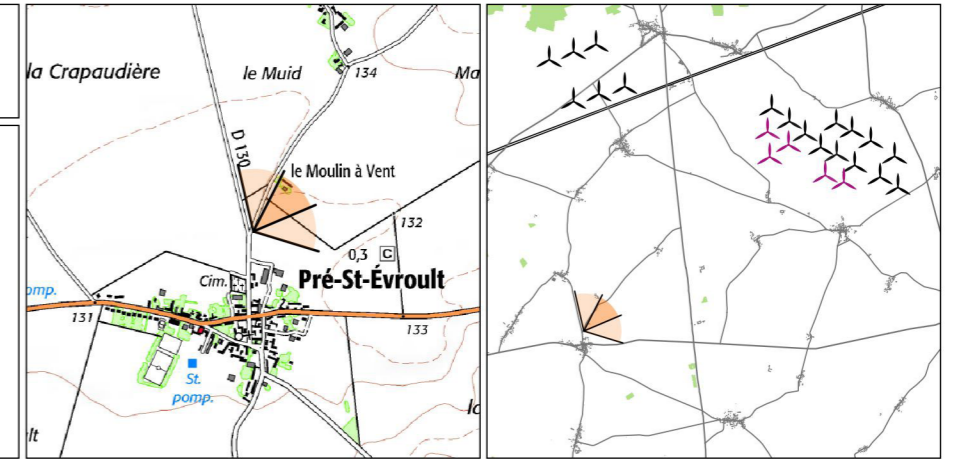 la Crapaudière
le Muid
134
Ma
D 130
le Moulin à Vent
132
0,3 C
Cim.
Pré-St-Évroult
omp.
131
133
St.
pomp.
lt